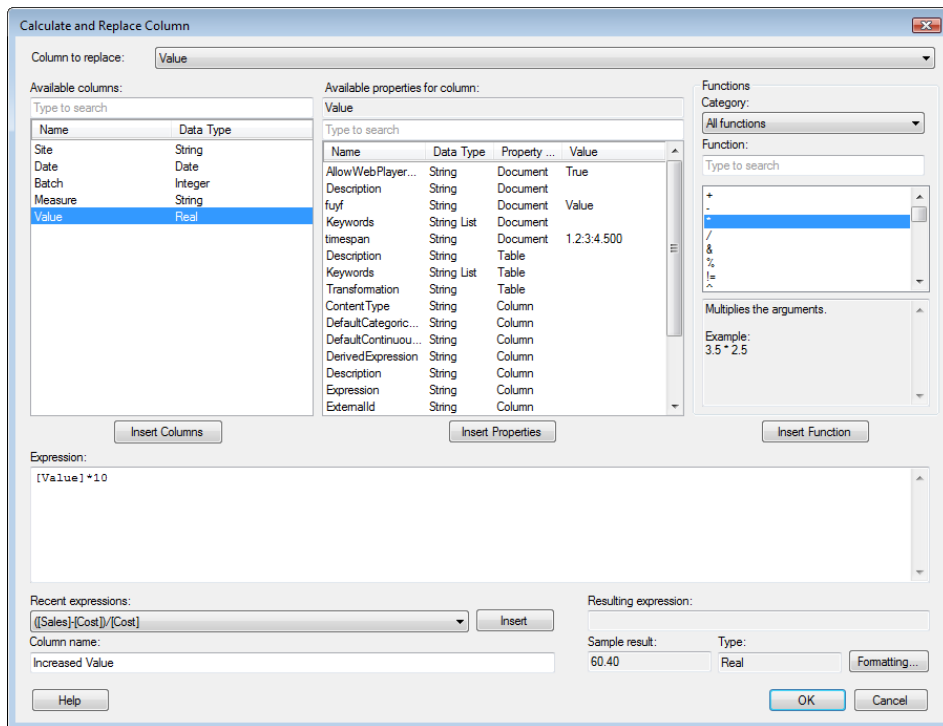 Calculate and Replace Column
Column to replace: Value
Available columns:
Type to search
Name Data Type
Site String
Date Date
Batch Integer
Measure String
Value Real
Insert Columns
Available properties for column:
Value
Type to search
Name Data Type Property ... Value
AllowWebPlayer... String Document True
Description String Document
fuyf String Document Value
Keywords String List Document
timespan String Document 1.2:3:4.500
Description String Table
Keywords String List Table
Transformation String Table
ContentType String Column
DefaultCategoric... String Column
DefaultContinuou... String Column
DerivedExpression String Column
Description String Column
Expression String Column
ExternalId String Column
Insert Properties
Functions
Category:
All functions
Function:
Type to search
+
-
*
/
&
%
!=
^
Multiplies the arguments.
Example:
3.5 * 2.5
Insert Function
Expression:
[Value]*10
Recent expressions:
([Sales]-[Cost])/[Cost]
Insert
Column name:
Increased Value
Resulting expression:
Sample result: Type:
60.40 Real Formatting...
Help OK Cancel